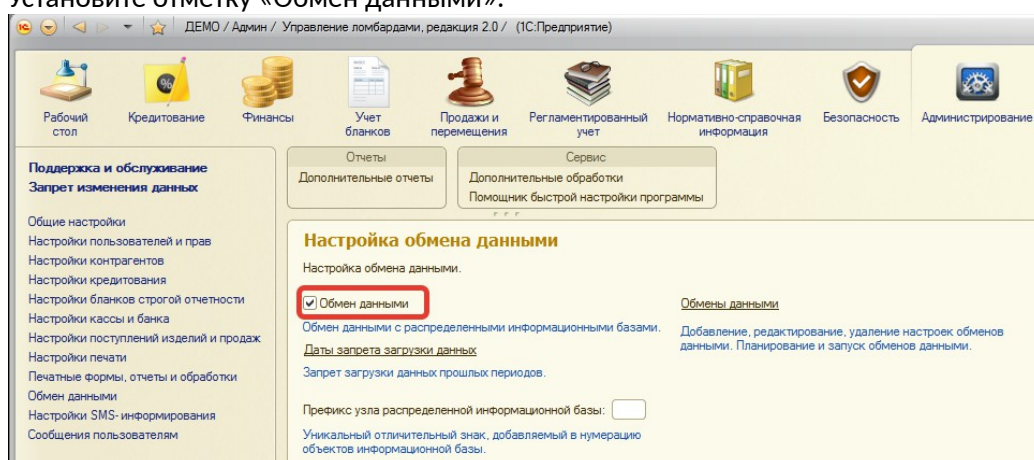 Установите отметку «Обмен данными».
ДЕМО / Админ / Управление ломбардами, редакция 2.0 / (1С:Предприятие)
Рабочий стол
Кредитование
Финансы
Учет бланков
Продажи и перемещения
Регламентированный учет
Нормативно-справочная информация
Безопасность
Администрирование
Поддержка и обслуживание
Запрет изменения данных
Общие настройки
Настройки пользователей и прав
Настройки контрагентов
Настройки кредитования
Настройки бланков строгой отчетности
Настройки кассы и банка
Настройки поступлений изделий и продаж
Настройки печати
Печатные формы, отчеты и обработки
Обмен данными
Настройки SMS-информирования
Сообщения пользователям
Отчеты
Дополнительные отчеты
Сервис
Дополнительные обработки
Помощник быстрой настройки программы
Настройка обмена данными
Настройка обмена данными.
Обмен данными
Обмен данными с распределенными информационными базами.
Даты запрета загрузки данных
Запрет загрузки данных прошлых периодов.
Префикс узла распределенной информационной базы:
Уникальный отличительный знак, добавляемый в нумерацию
объектов информационной базы.
Обмены данными
Добавление, редактирование, удаление настроек обменов
данными. Планирование и запуск обменов данными.